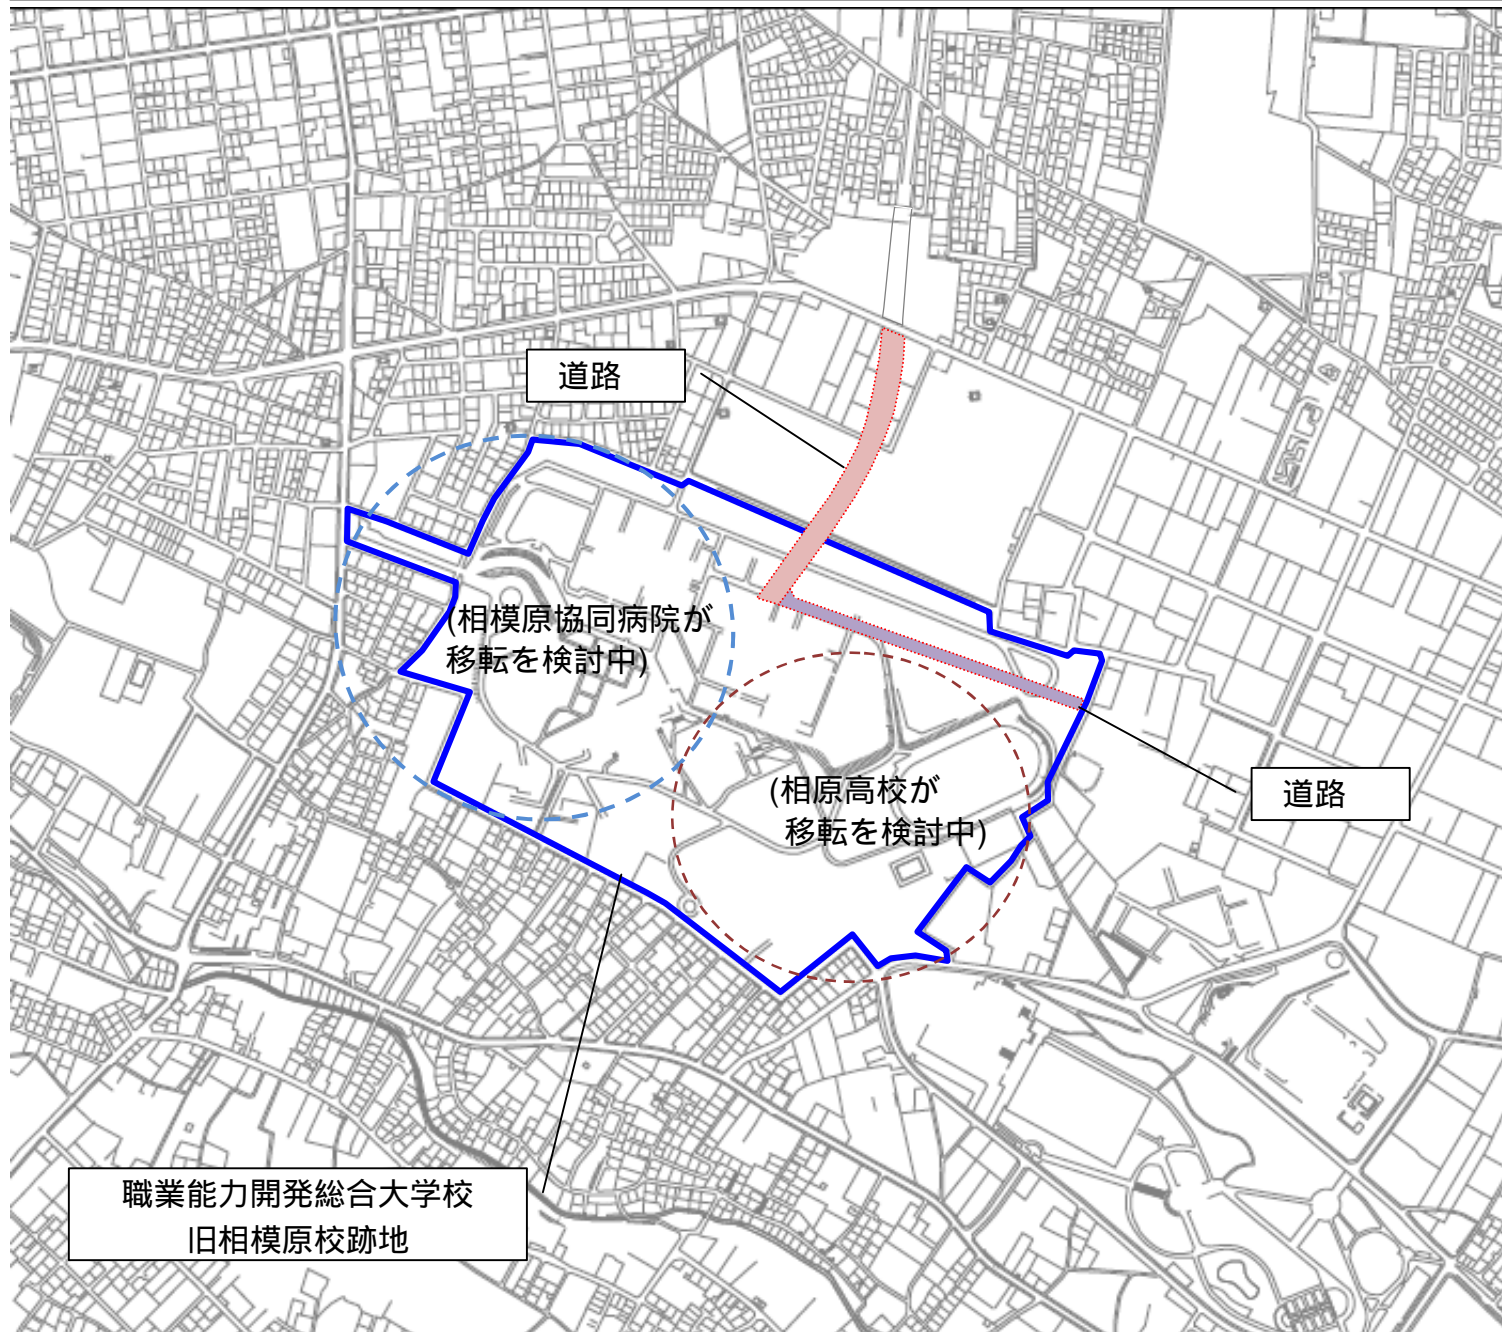 道路
(相模原協同病院が
移転を検討中)
(相原高校が
移転を検討中)
道路
職業能力開発総合大学校
旧相模原校跡地